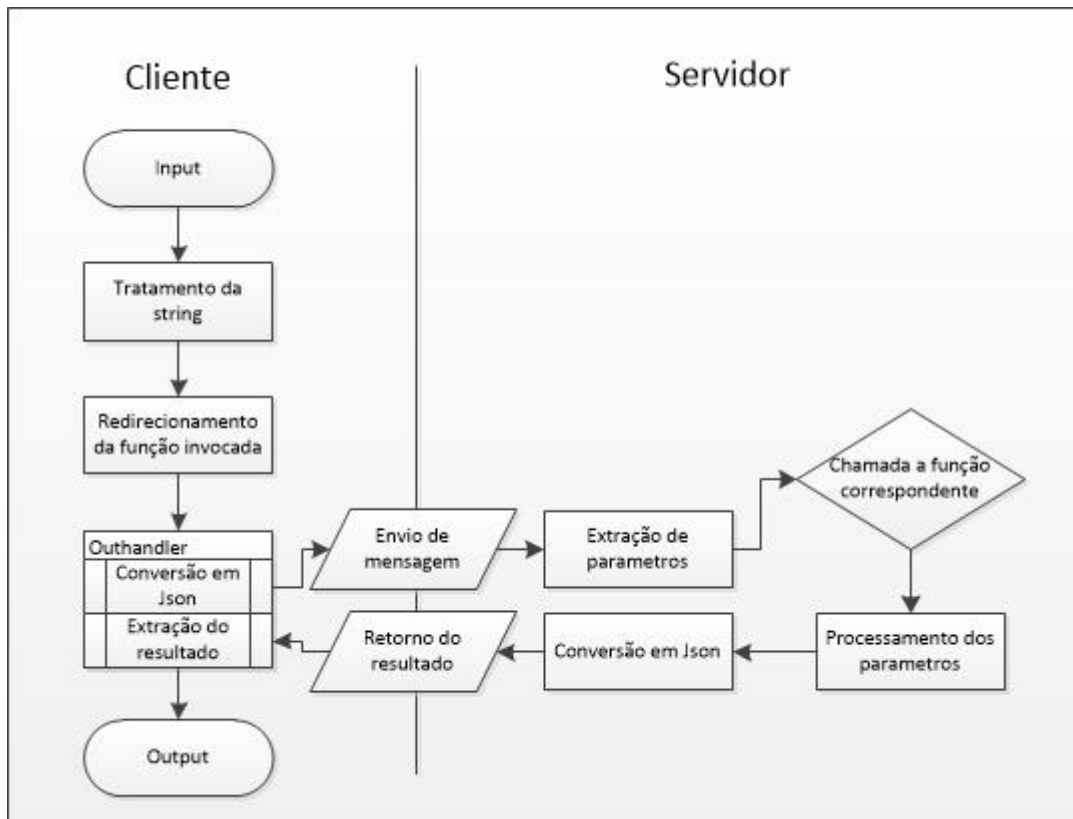 Cliente
Servidor
Input
Tratamento da
string
Redirecionamento
da função invocada
Outhandler
Conversão em
Json
Extração do
resultado
Output
Envio de
mensagem
Retorno do
resultado
Extração de
parametros
Chamada a função
correspondente
Processamento dos
parametros
Conversão em Json